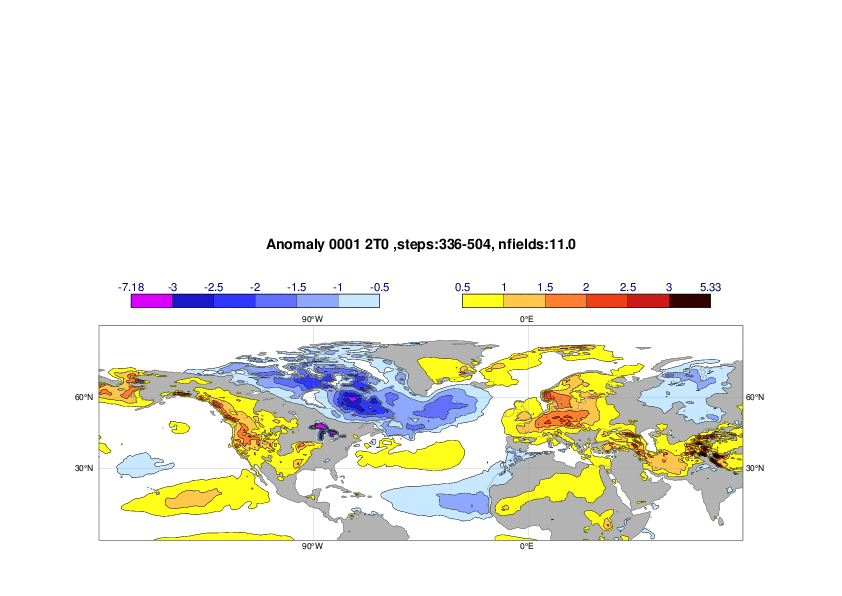 Anomaly 0001 2T0 ,steps:336-504, nfields:11.0
-7.18 -3 -2.5 -2 -1.5 -1 -0.5 0.5 1 1.5 2 2.5 3 5.33
90°W 0°E
60°N 60°N
30°N 30°N
90°W 0°E